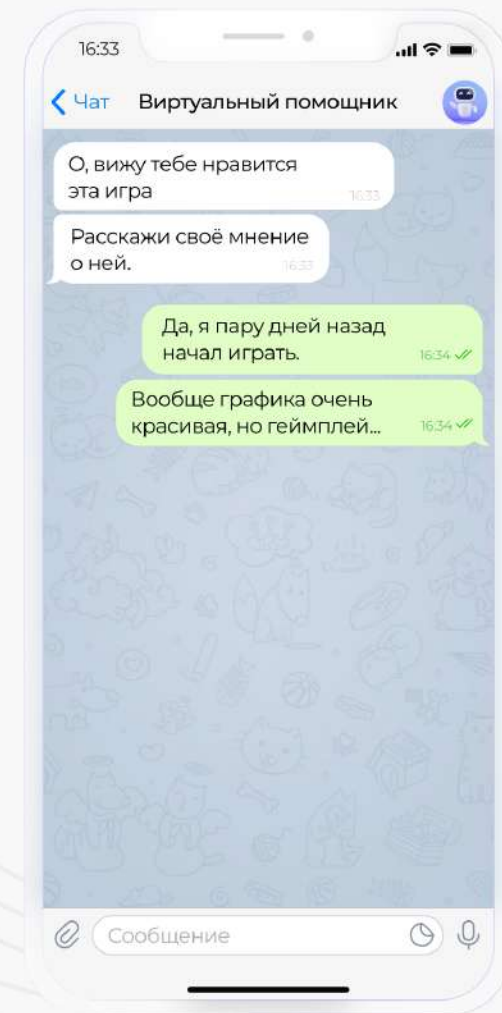 16:33
Чат Виртуальный помощник
О, вижу тебе нравится
эта игра 16:33
Расскажи своё мнение
о ней. 16:33
Да, я пару дней назад
начал играть. 16:34
Вообще графика очень
красивая, но геймплей... 16:34
Сообщение